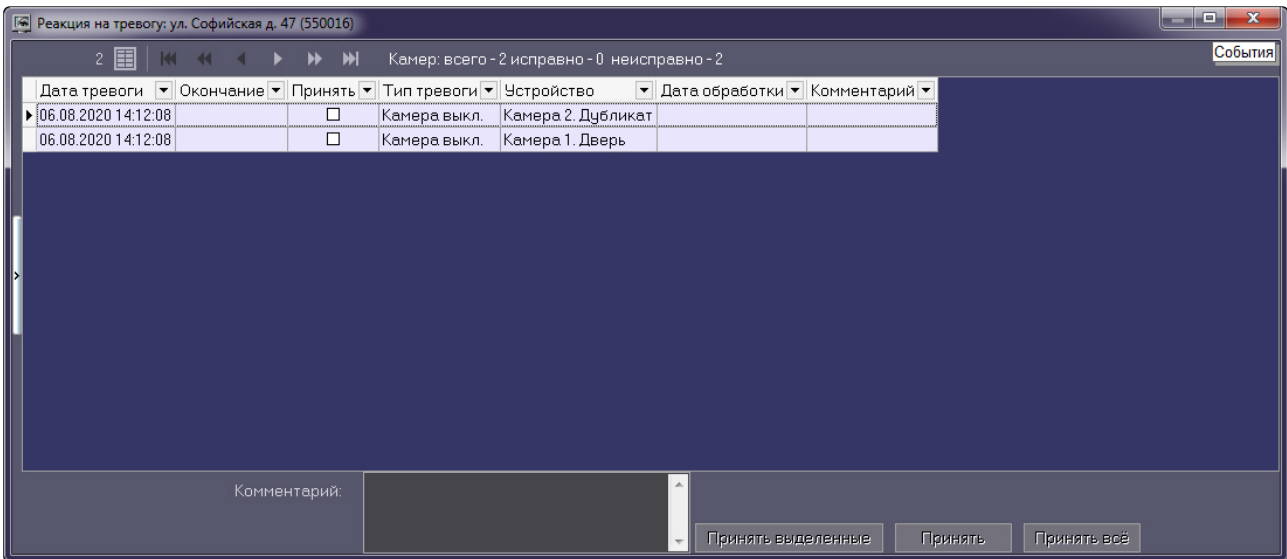 Реакция на тревогу: ул. Софийская д. 47 (550016)
2 Камер: всего - 2 исправно - 0 неисправно - 2 События
Дата тревоги Окончание Принять Тип тревоги Устройство Дата обработки Комментарий
06.08.2020 14:12:08 Камера выкл. Камера 2. Дубликат
06.08.2020 14:12:08 Камера выкл. Камера 1. Дверь
Комментарий:
Принять выделенные Принять Принять всё